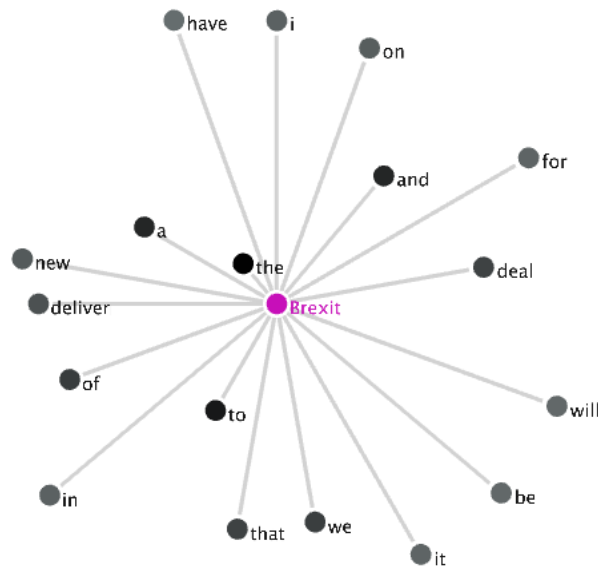 have
i
on
for
and
a
new
the
deal
deliver
Brexit
of
to
will
in
be
that
we
it